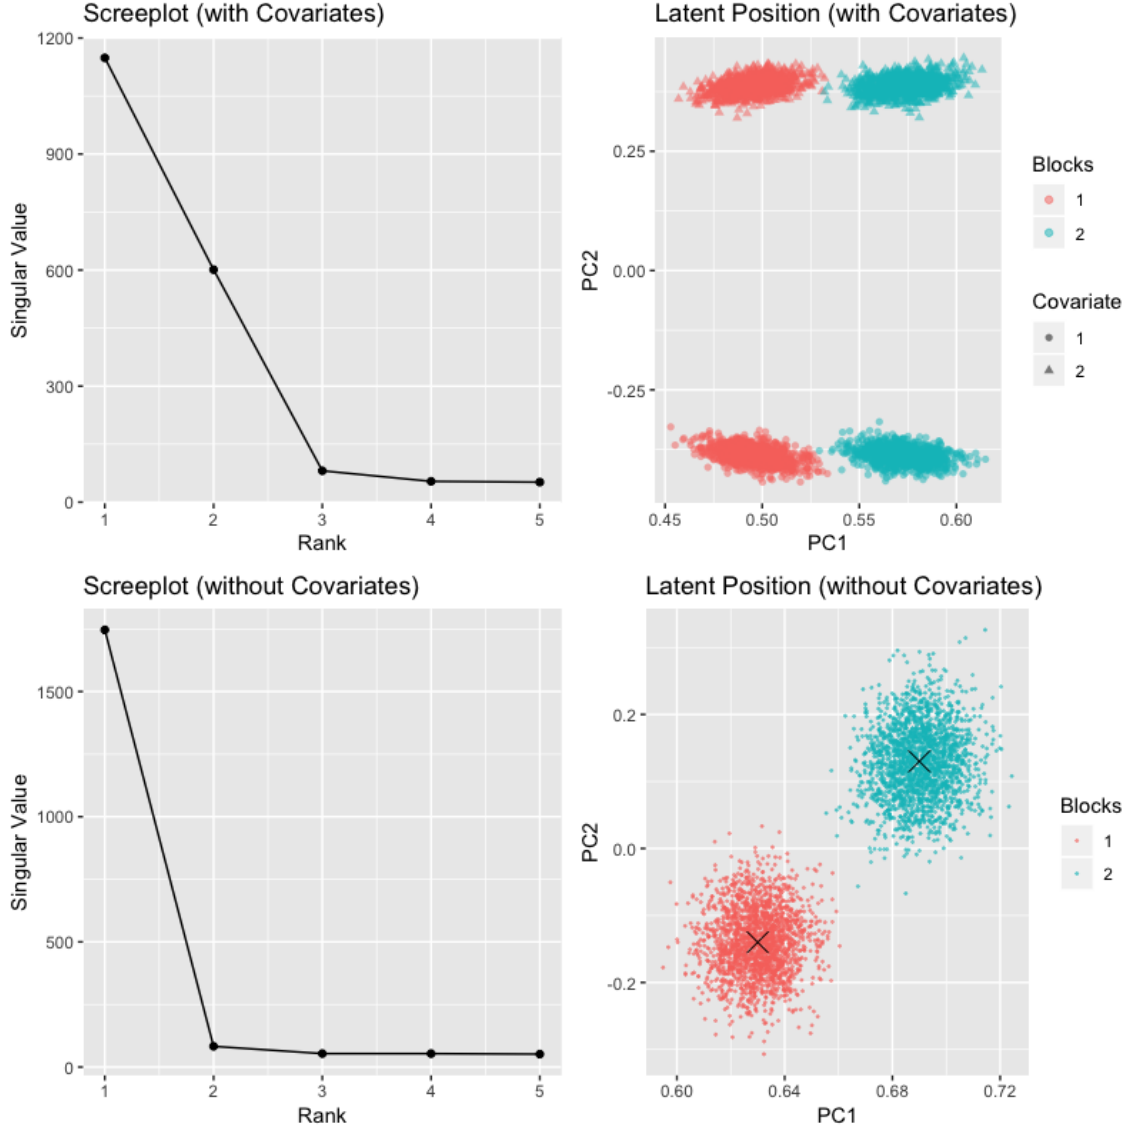 Screeplot (with Covariates)
1200
900
600
300
0
Singular Value
1 2 3 4 5
Rank
Latent Position (with Covariates)
0.25
0.00
-0.25
PC2
0.45 0.50 0.55 0.60
PC1
Blocks
1
2
Covariate
1
2
Screeplot (without Covariates)
1500
1000
500
0
Singular Value
1 2 3 4 5
Rank
Latent Position (without Covariates)
0.2
0.0
-0.2
PC2
0.60 0.64 0.68 0.72
PC1
Blocks
1
2